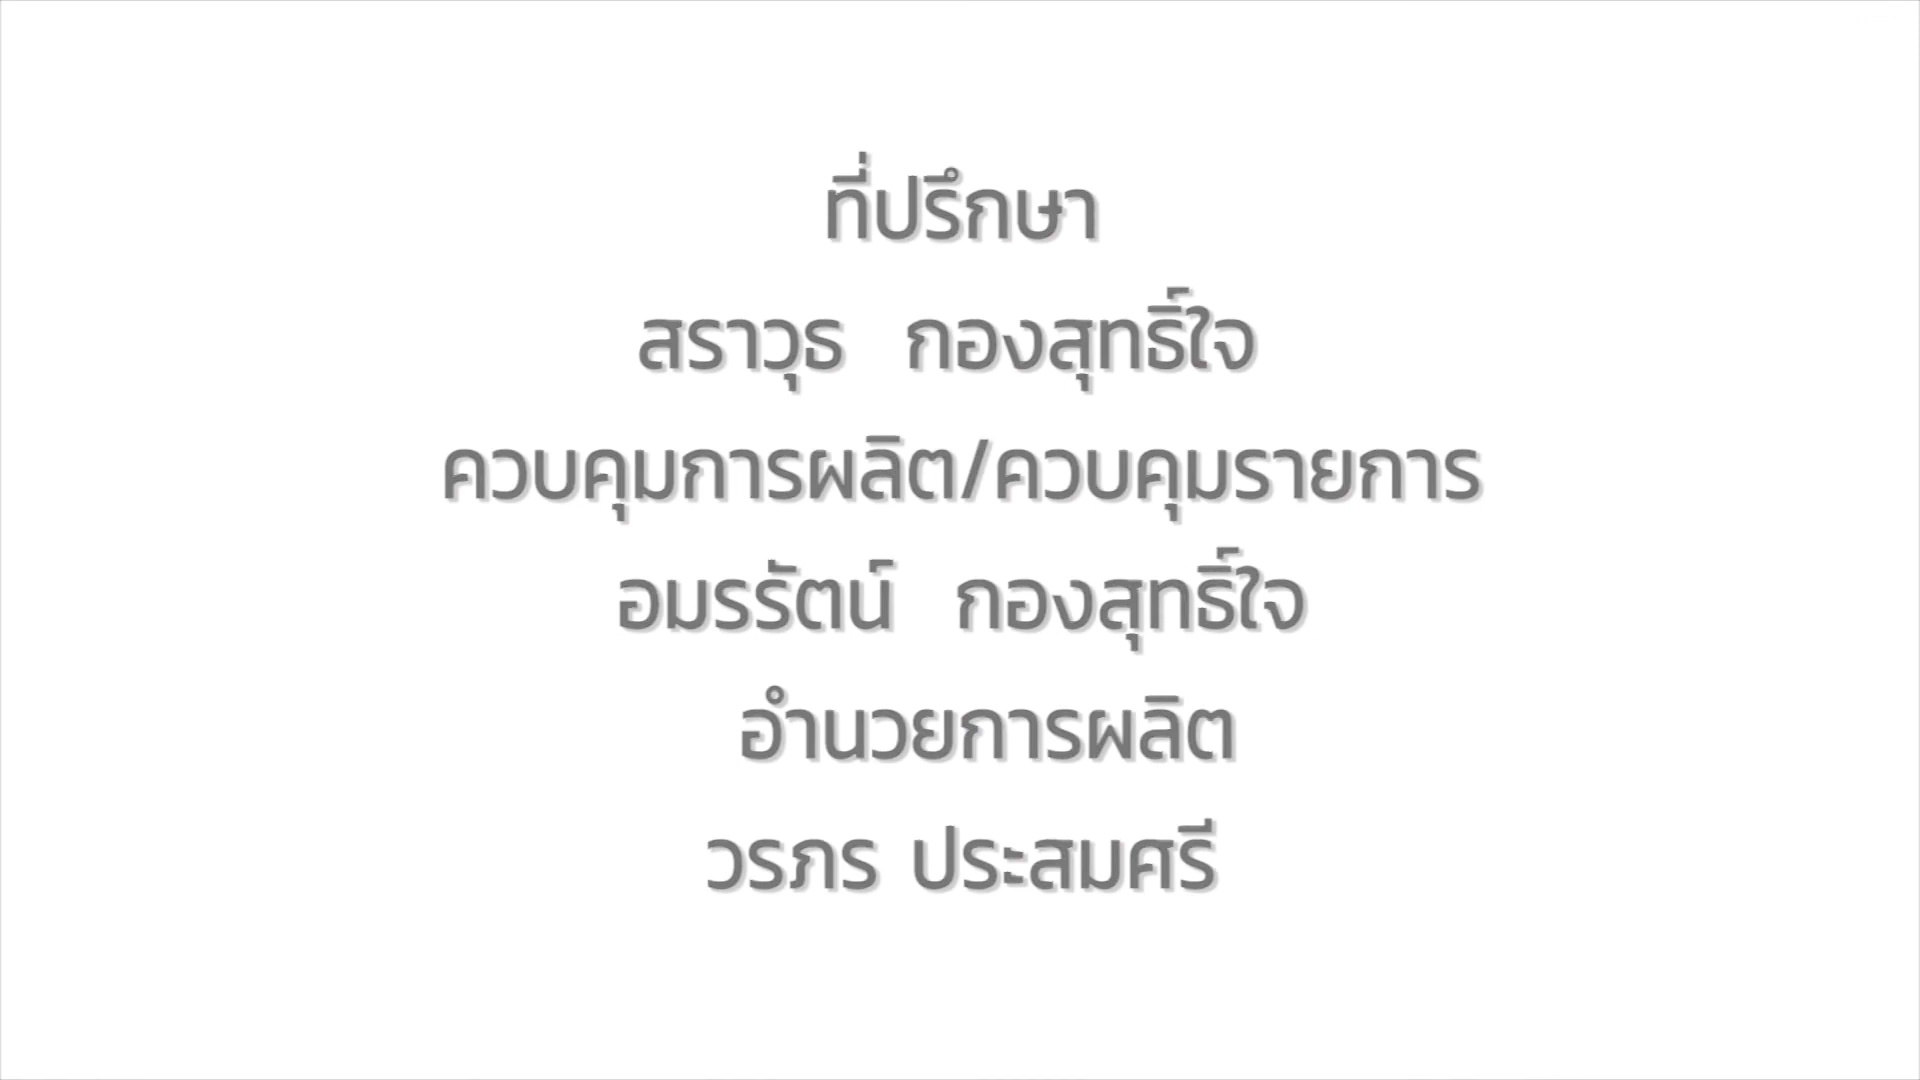 ที่ปรึกษา
สราวุธ กองสุทธิ์ใจ
ควบคุมการผลิต/ควบคุมรายการ
อมรรัตน์ กองสุทธิ์ใจ
อำนวยการผลิต
วรภร ประสมศรี